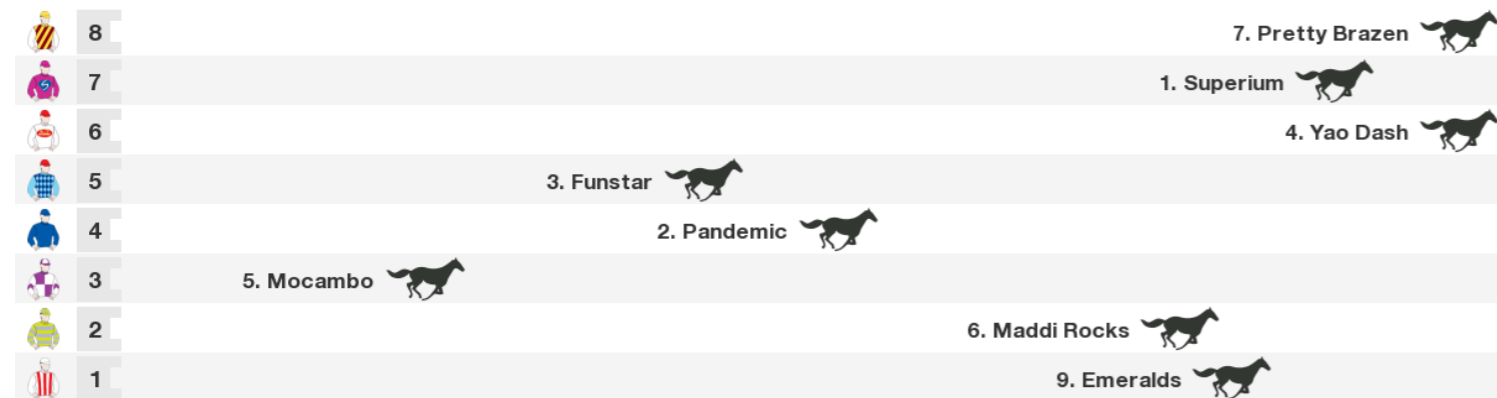 8 7. Pretty Brazen
7 1. Superium
6 4. Yao Dash
5 3. Funstar
4 2. Pandemic
3 5. Mocambo
2 6. Maddi Rocks
1 9. Emeralds